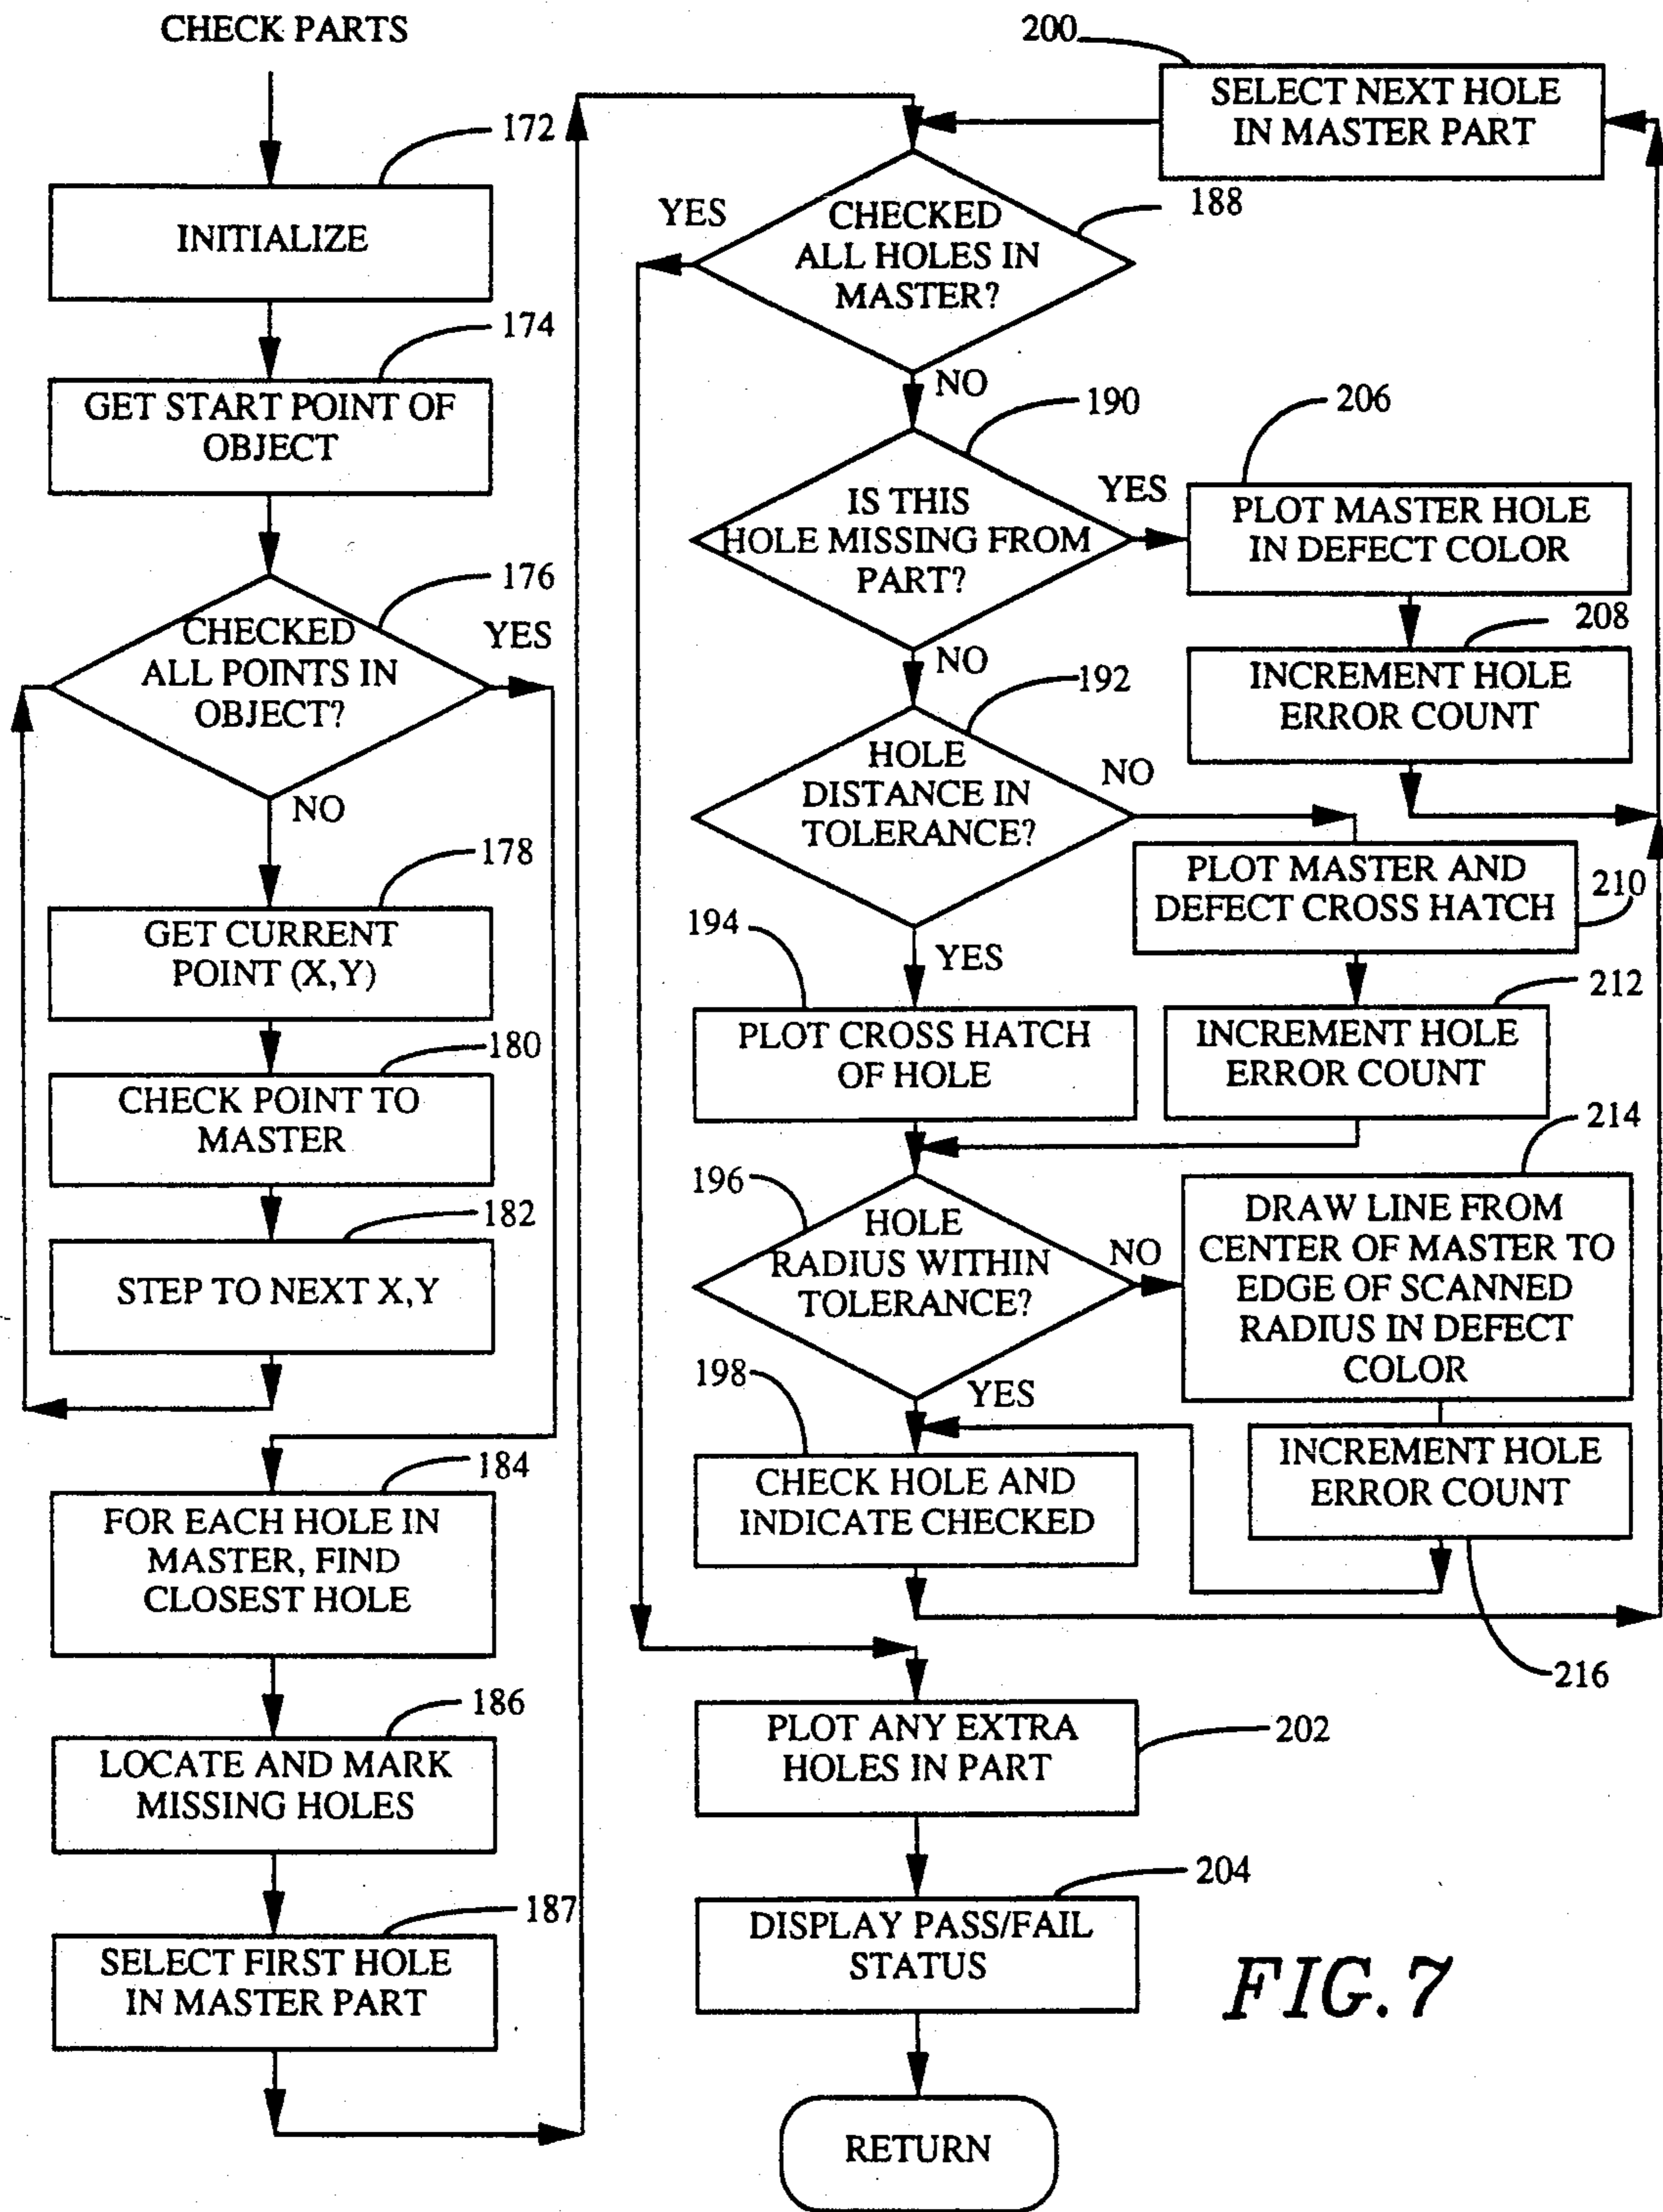 CHECK PARTS
172
INITIALIZE
174
GET START POINT OF
OBJECT
176
CHECKED
ALL POINTS IN
OBJECT?
YES
NO
178
GET CURRENT
POINT (X,Y)
180
CHECK POINT TO
MASTER
182
STEP TO NEXT X,Y
184
FOR EACH HOLE IN
MASTER, FIND
CLOSEST HOLE
186
LOCATE AND MARK
MISSING HOLES
187
SELECT FIRST HOLE
IN MASTER PART
200
SELECT NEXT HOLE
IN MASTER PART
188
YES
CHECKED
ALL HOLES IN
MASTER?
NO
190
IS THIS
HOLE MISSING FROM
PART?
YES
206
PLOT MASTER HOLE
IN DEFECT COLOR
208
INCREMENT HOLE
ERROR COUNT
NO
192
HOLE
DISTANCE IN
TOLERANCE?
NO
PLOT MASTER AND
DEFECT CROSS HATCH
210
194
YES
PLOT CROSS HATCH
OF HOLE
212
INCREMENT HOLE
ERROR COUNT
214
196
HOLE
RADIUS WITHIN
TOLERANCE?
NO
DRAW LINE FROM
CENTER OF MASTER TO
EDGE OF SCANNED
RADIUS IN DEFECT
COLOR
198
YES
CHECK HOLE AND
INDICATE CHECKED
INCREMENT HOLE
ERROR COUNT
216
PLOT ANY EXTRA
HOLES IN PART
202
204
DISPLAY PASS/FAIL
STATUS
RETURN
FIG. 7